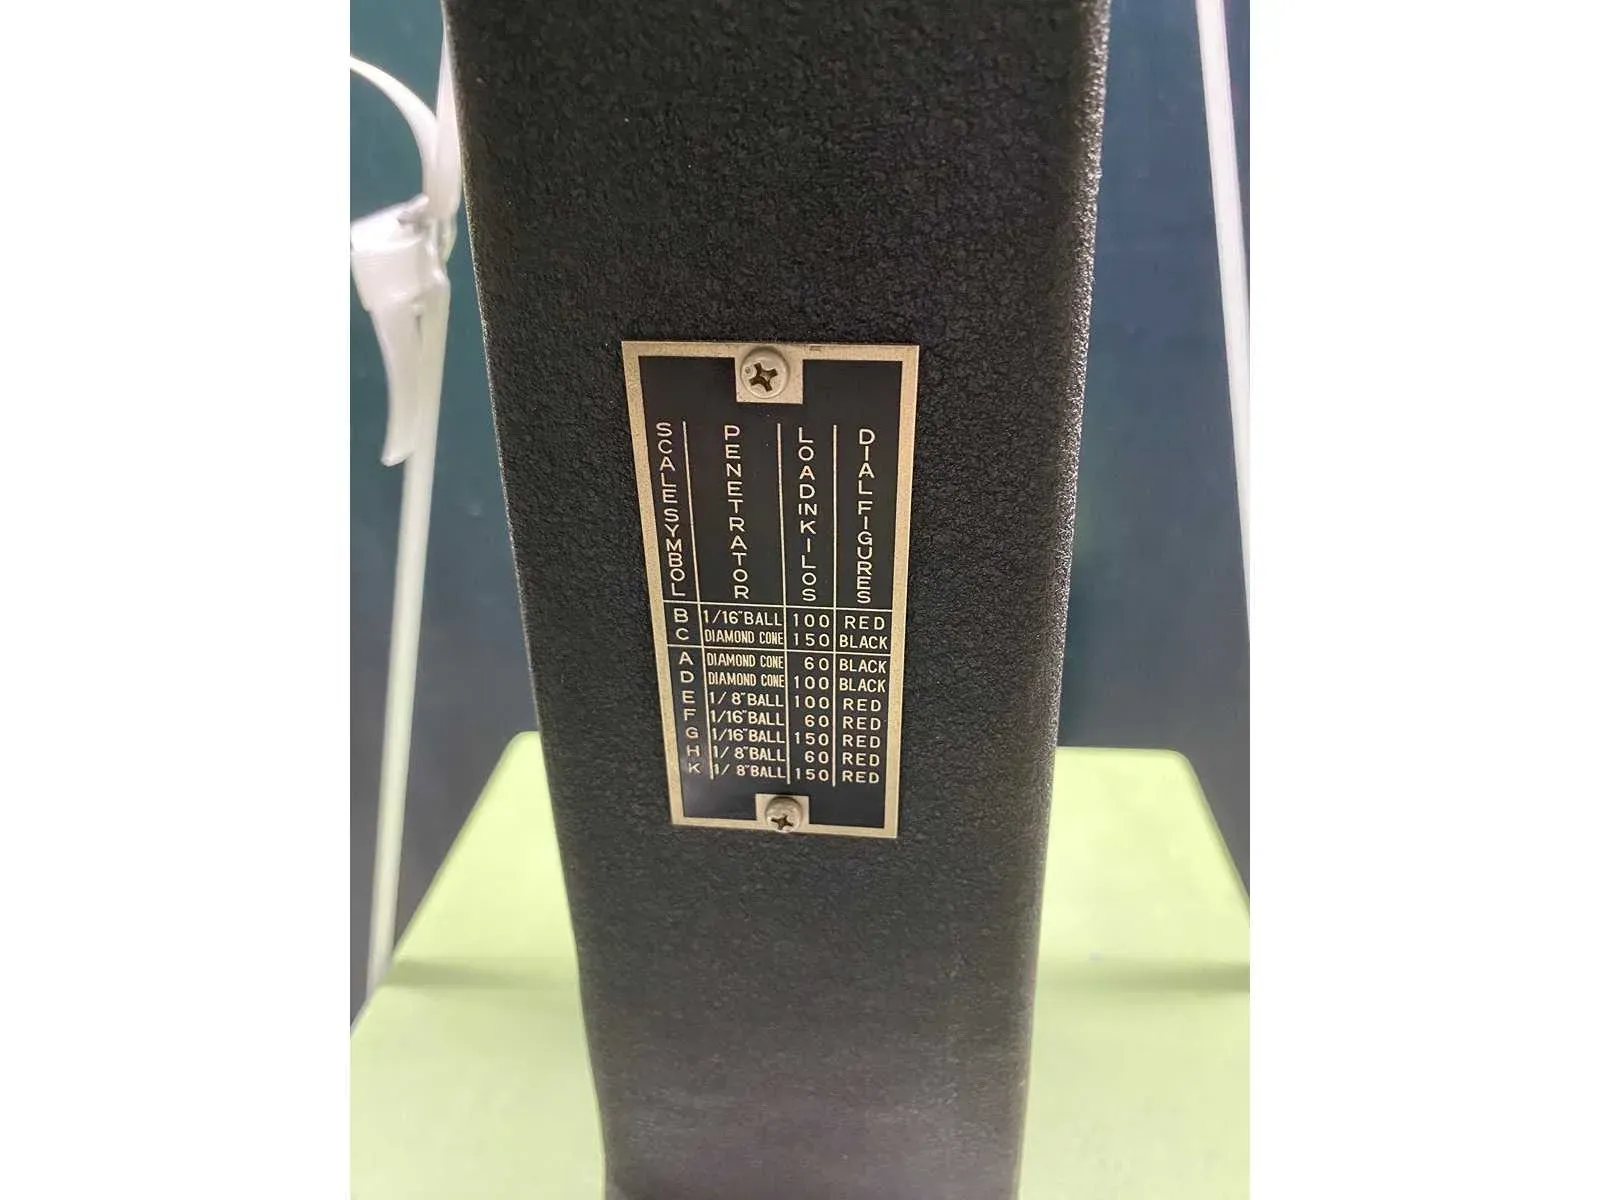 SCALE SYMBOL PENETRATOR LOAD IN KILOS DIAL FIGURES
B 1/16"BALL 100 RED
C DIAMOND CONE 150 BLACK
A DIAMOND CONE 60 BLACK
D DIAMOND CONE 100 BLACK
E 1/8"BALL 100 RED
F 1/16"BALL 60 RED
G 1/16"BALL 150 RED
H 1/8"BALL 60 RED
K 1/8"BALL 150 RED